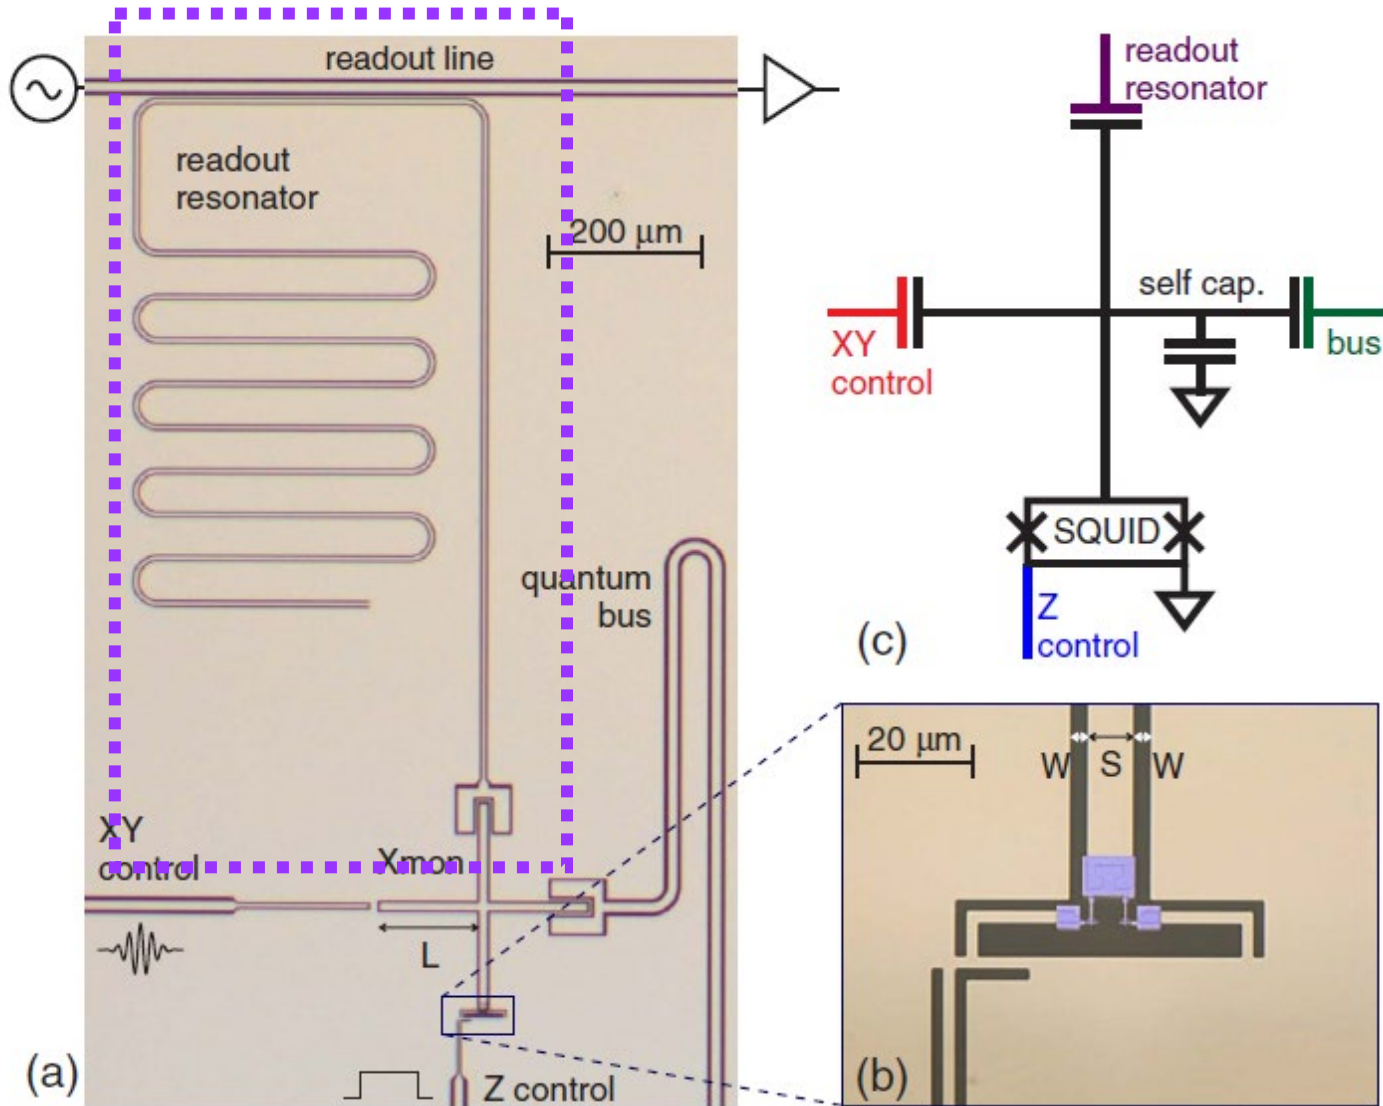 readout line
readout
resonator
200 μm
quantum
bus
XY
control
Xmon
L
Z control
(a)
readout
resonator
self cap.
XY
control
bus
SQUID
Z
control
(c)
20 μm
W S W
(b)